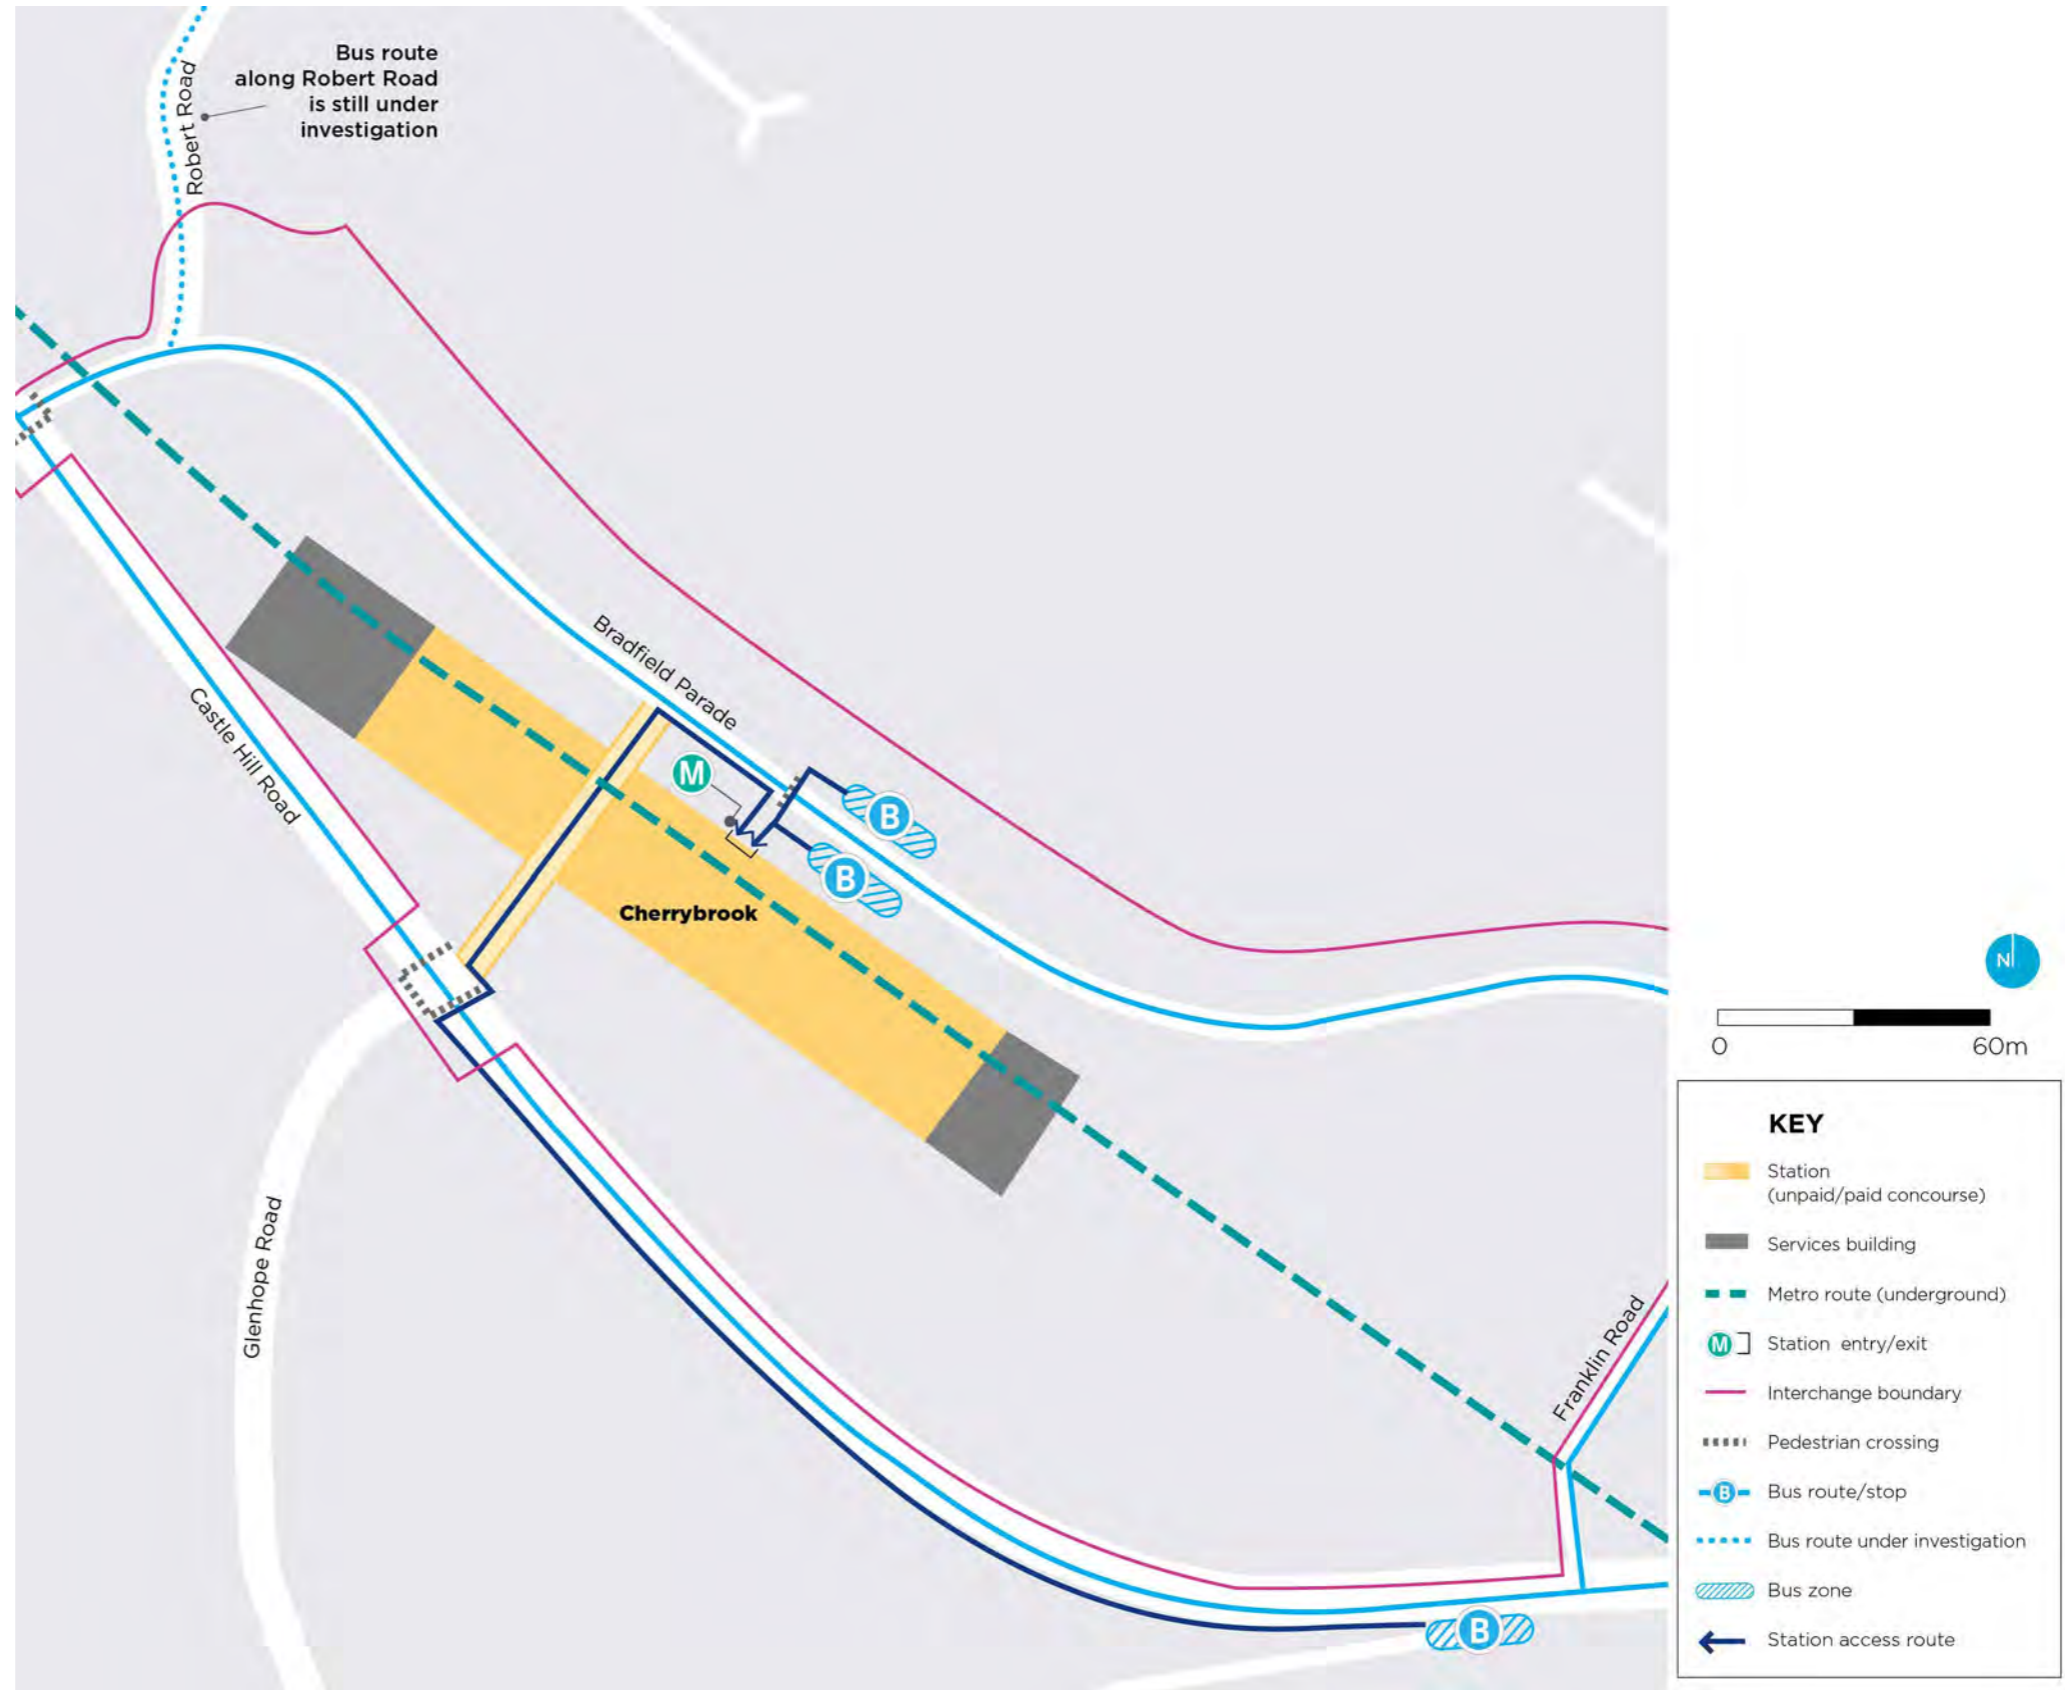 Bus route
along Robert Road
is still under
investigation
Robert Road
Bradfield Parade
Castle Hill Road
M
B
B
Cherrybrook
Glenhope Road
Franklin Road
B
N
0 60m
KEY
Station
(unpaid/paid concourse)
Services building
Metro route (underground)
M Station entry/exit
Interchange boundary
Pedestrian crossing
B Bus route/stop
Bus route under investigation
Bus zone
Station access route